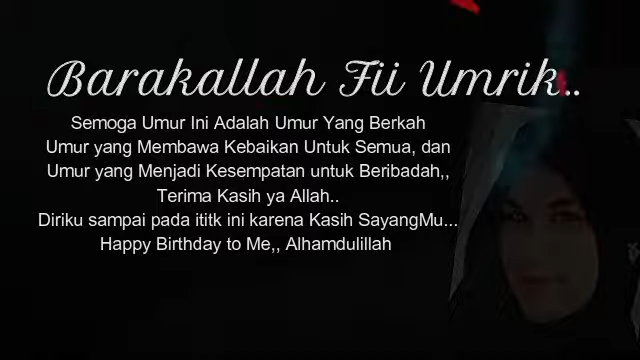 Barakallah Fii Umrik..
Semoga Umur Ini Adalah Umur Yang Berkah
Umur yang Membawa Kebaikan Untuk Semua, dan
Umur yang Menjadi Kesempatan untuk Beribadah,,
Terima Kasih ya Allah..
Diriku sampai pada ititk ini karena Kasih SayangMu...
Happy Birthday to Me,, Alhamdulillah